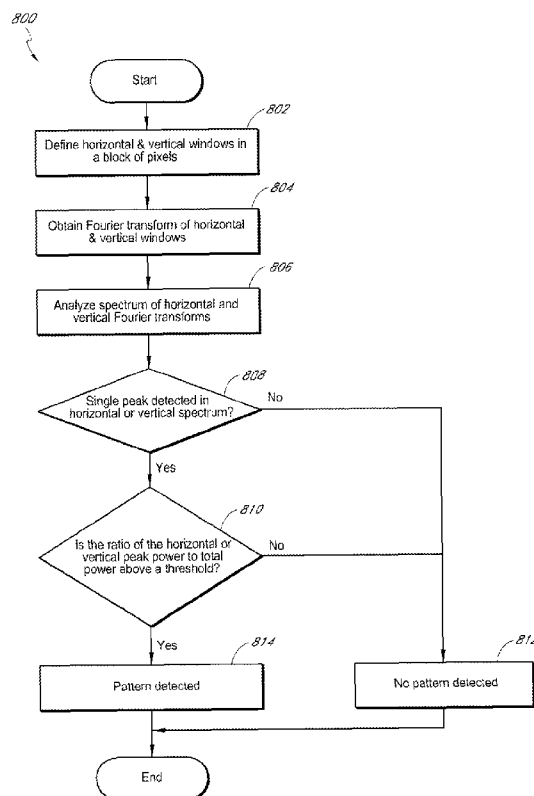 800
Start
802
Define horizontal & vertical windows in
a block of pixels
804
Obtain Fourier transform of horizontal
& vertical windows
806
Analyze spectrum of horizontal and
vertical Fourier transforms
808
Single peak detected in
horizontal or vertical spectrum?
No
Yes
810
Is the ratio of the horizontal or
vertical peak power to total
power above a threshold?
No
Yes
814
Pattern detected
812
No pattern detected
End